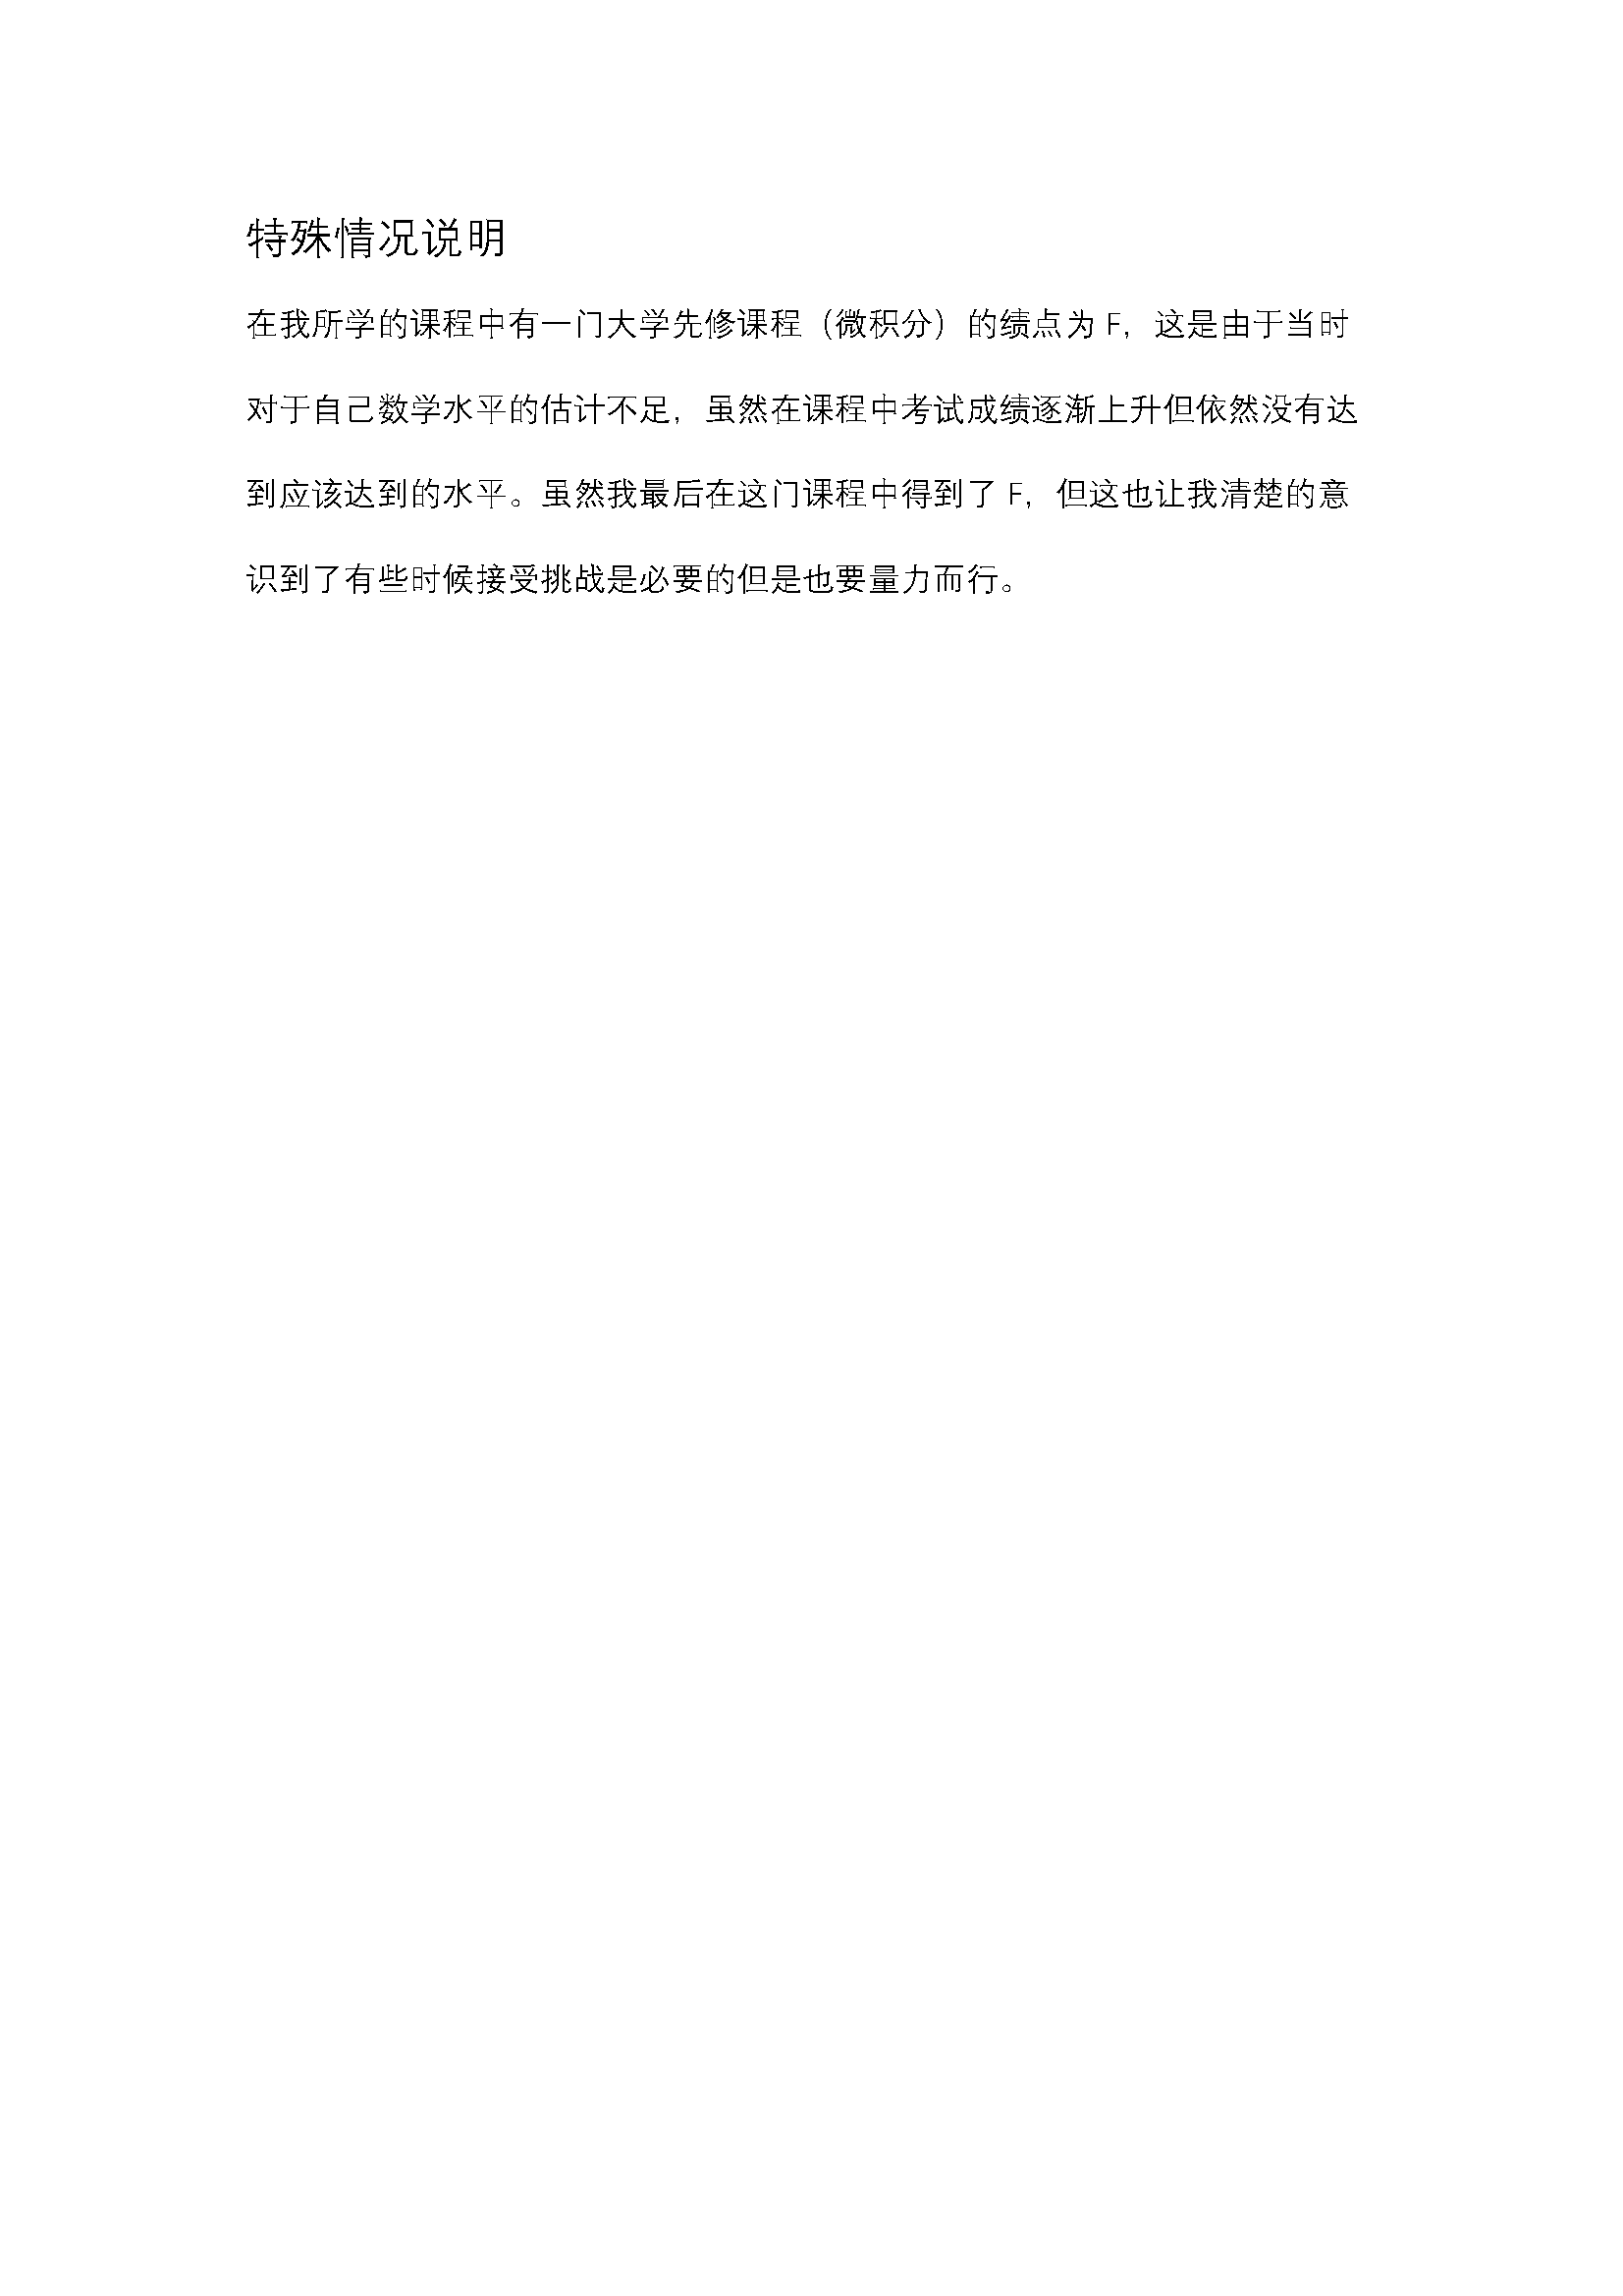 特殊情况说明
在我所学的课程中有一门大学先修课程（微积分）的绩点为 F，这是由于当时
对于自己数学水平的估计不足，虽然在课程中考试成绩逐渐上升但依然没有达
到应该达到的水平。虽然我最后在这门课程中得到了 F，但这也让我清楚的意
识到了有些时候接受挑战是必要的但是也要量力而行。